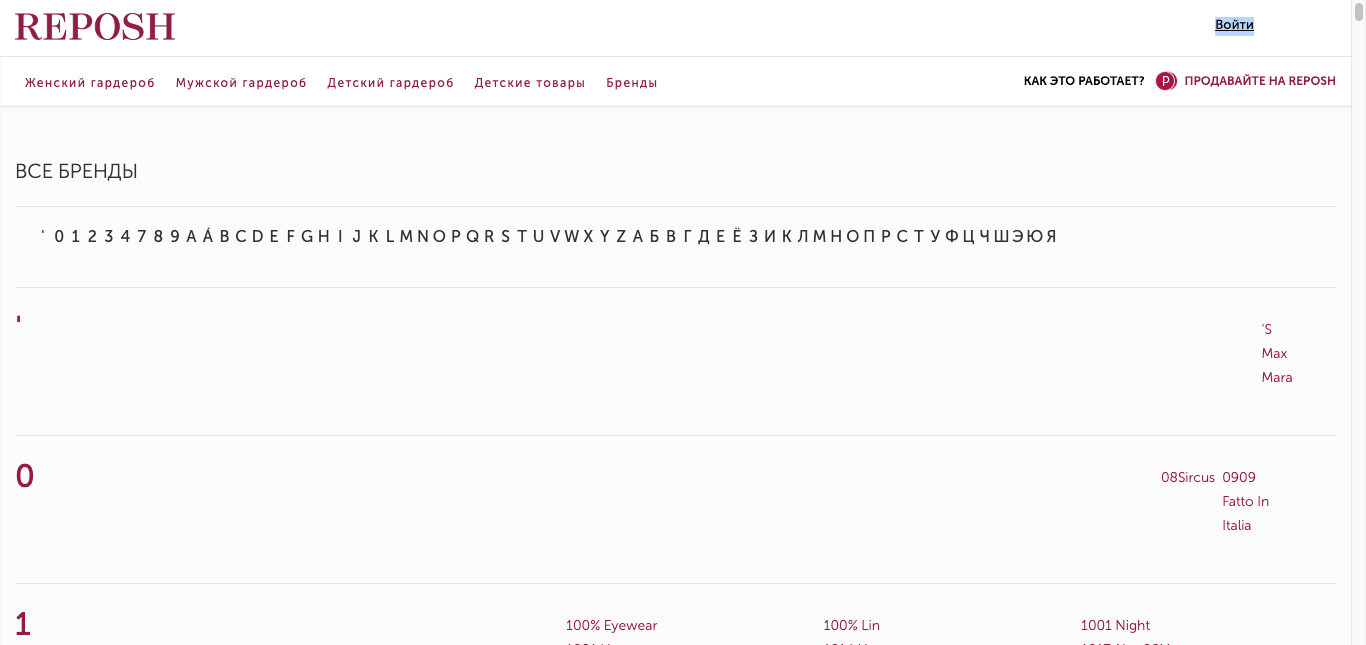 REPOSH
Войти
Женский гардероб Мужской гардероб Детский гардероб Детские товары Бренды
КАК ЭТО РАБОТАЕТ? P ПРОДАВАЙТЕ НА REPOSH
ВСЕ БРЕНДЫ
' 0 1 2 3 4 7 8 9 A Á B C D E F G H I J K L M N O P Q R S T U V W X Y Z А Б В Г Д Е Ё З И К Л М Н О П Р С Т У Ф Ц Ч Ш Э Ю Я
'
'S
Max
Mara
0
08Sircus 0909
Fatto In
Italia
1
100% Eyewear 100% Lin 1001 Night